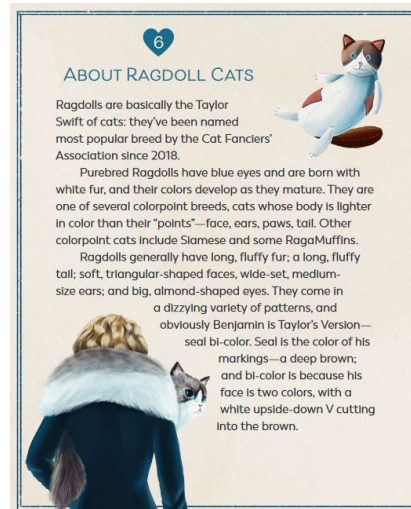 6
ABOUT RAGDOLL CATS
Ragdolls are basically the Taylor
Swift of cats: they’ve been named
most popular breed by the Cat Fanciers’
Association since 2018.
Purebred Ragdolls have blue eyes and are born with
white fur, and their colors develop as they mature. They are
one of several colorpoint breeds, cats whose body is lighter
in color than their “points”—face, ears, paws, tail. Other
colorpoint cats include Siamese and some RagaMuffins.
Ragdolls generally have long, fluffy fur; a long, fluffy
tail; soft, triangular-shaped faces, wide-set, medium-
size ears; and big, almond-shaped eyes. They come in
a dizzying variety of patterns, and
obviously Benjamin is Taylor’s Version—
seal bi-color. Seal is the color of his
markings—a deep brown;
and bi-color is because his
face is two colors, with a
white upside-down V cutting
into the brown.